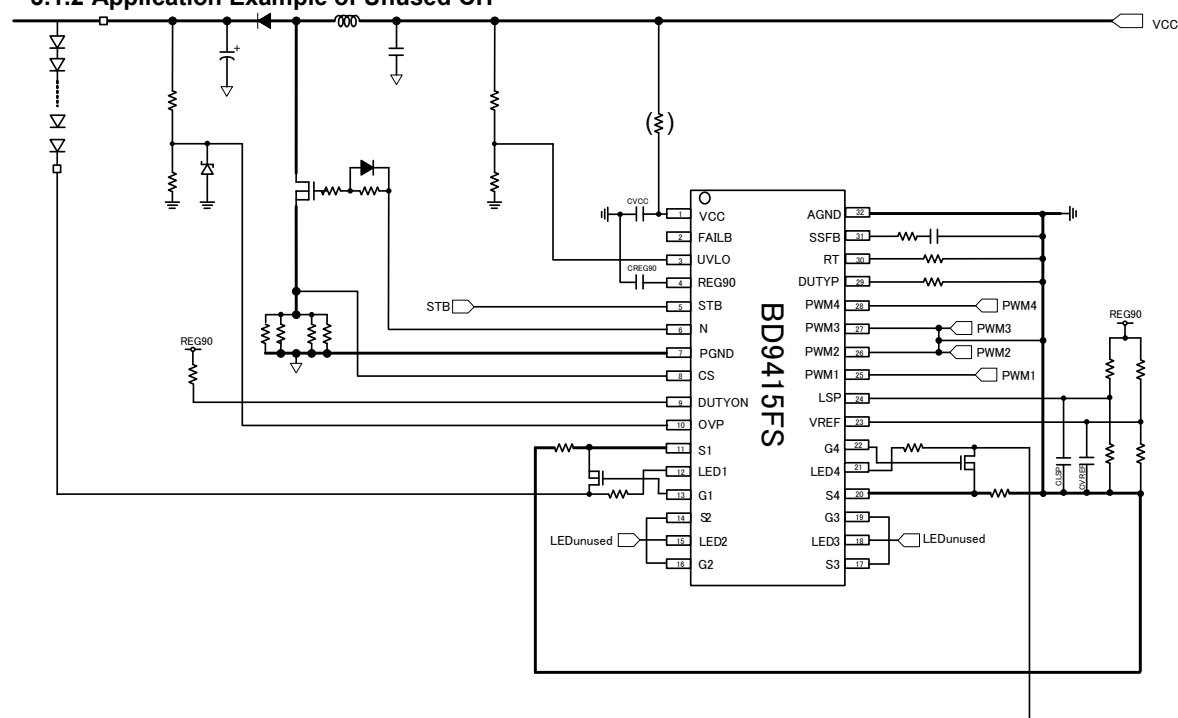 3.1.2 Application Example of Unused CH
VCC
+
( )
CVCC
CREG90
STB
REG90
1 VCC
2 FAILB
3 UVLO
4 REG90
5 STB
6 N
7 PGND
8 CS
9 DUTYON
10 OVP
11 S1
12 LED1
13 G1
14 S2
15 LED2
16 G2
LEDunused
BD9415FS
AGND 32
SSFB 31
RT 30
DUTYP 29
PWM4 28
PWM3 27
PWM2 26
PWM1 25
LSP 24
VREF 23
G4 22
LED4 21
S4 20
G3 19
LED3 18
S3 17
PWM4
PWM3
PWM2
PWM1
REG90
CLSP
CVREF
LEDunused